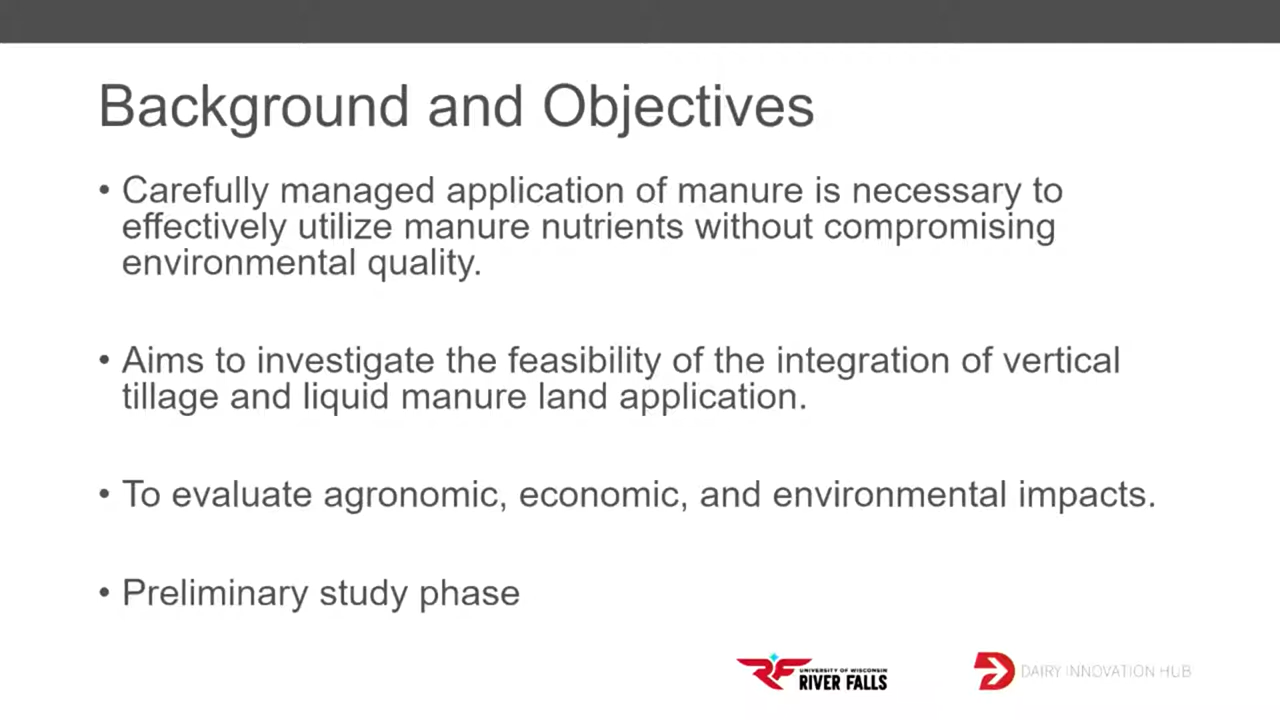 Background and Objectives
• Carefully managed application of manure is necessary to
effectively utilize manure nutrients without compromising
environmental quality.
• Aims to investigate the feasibility of the integration of vertical
tillage and liquid manure land application.
• To evaluate agronomic, economic, and environmental impacts.
• Preliminary study phase
UNIVERSITY OF WISCONSIN
RIVER FALLS
DAIRY INNOVATION HUB